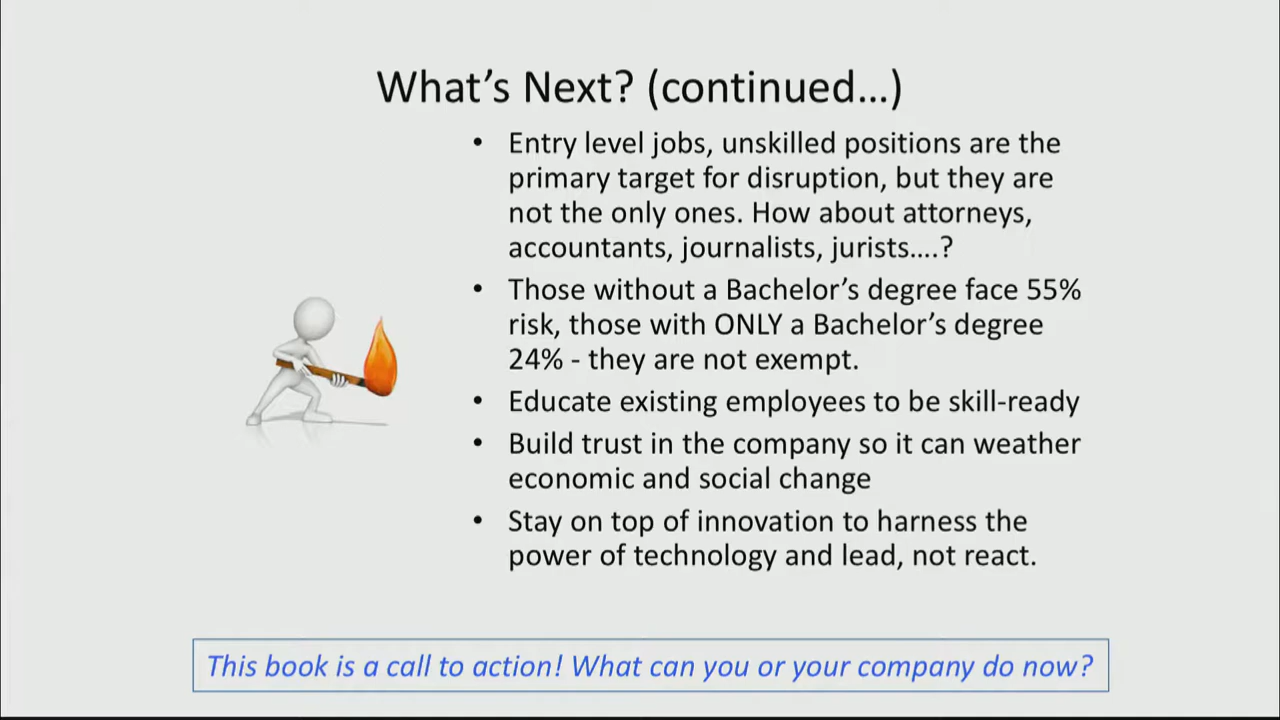 What's Next? (continued...)
• Entry level jobs, unskilled positions are the
primary target for disruption, but they are
not the only ones. How about attorneys,
accountants, journalists, jurists....?
• Those without a Bachelor's degree face 55%
risk, those with ONLY a Bachelor's degree
24% - they are not exempt.
• Educate existing employees to be skill-ready
• Build trust in the company so it can weather
economic and social change
• Stay on top of innovation to harness the
power of technology and lead, not react.
This book is a call to action! What can you or your company do now?